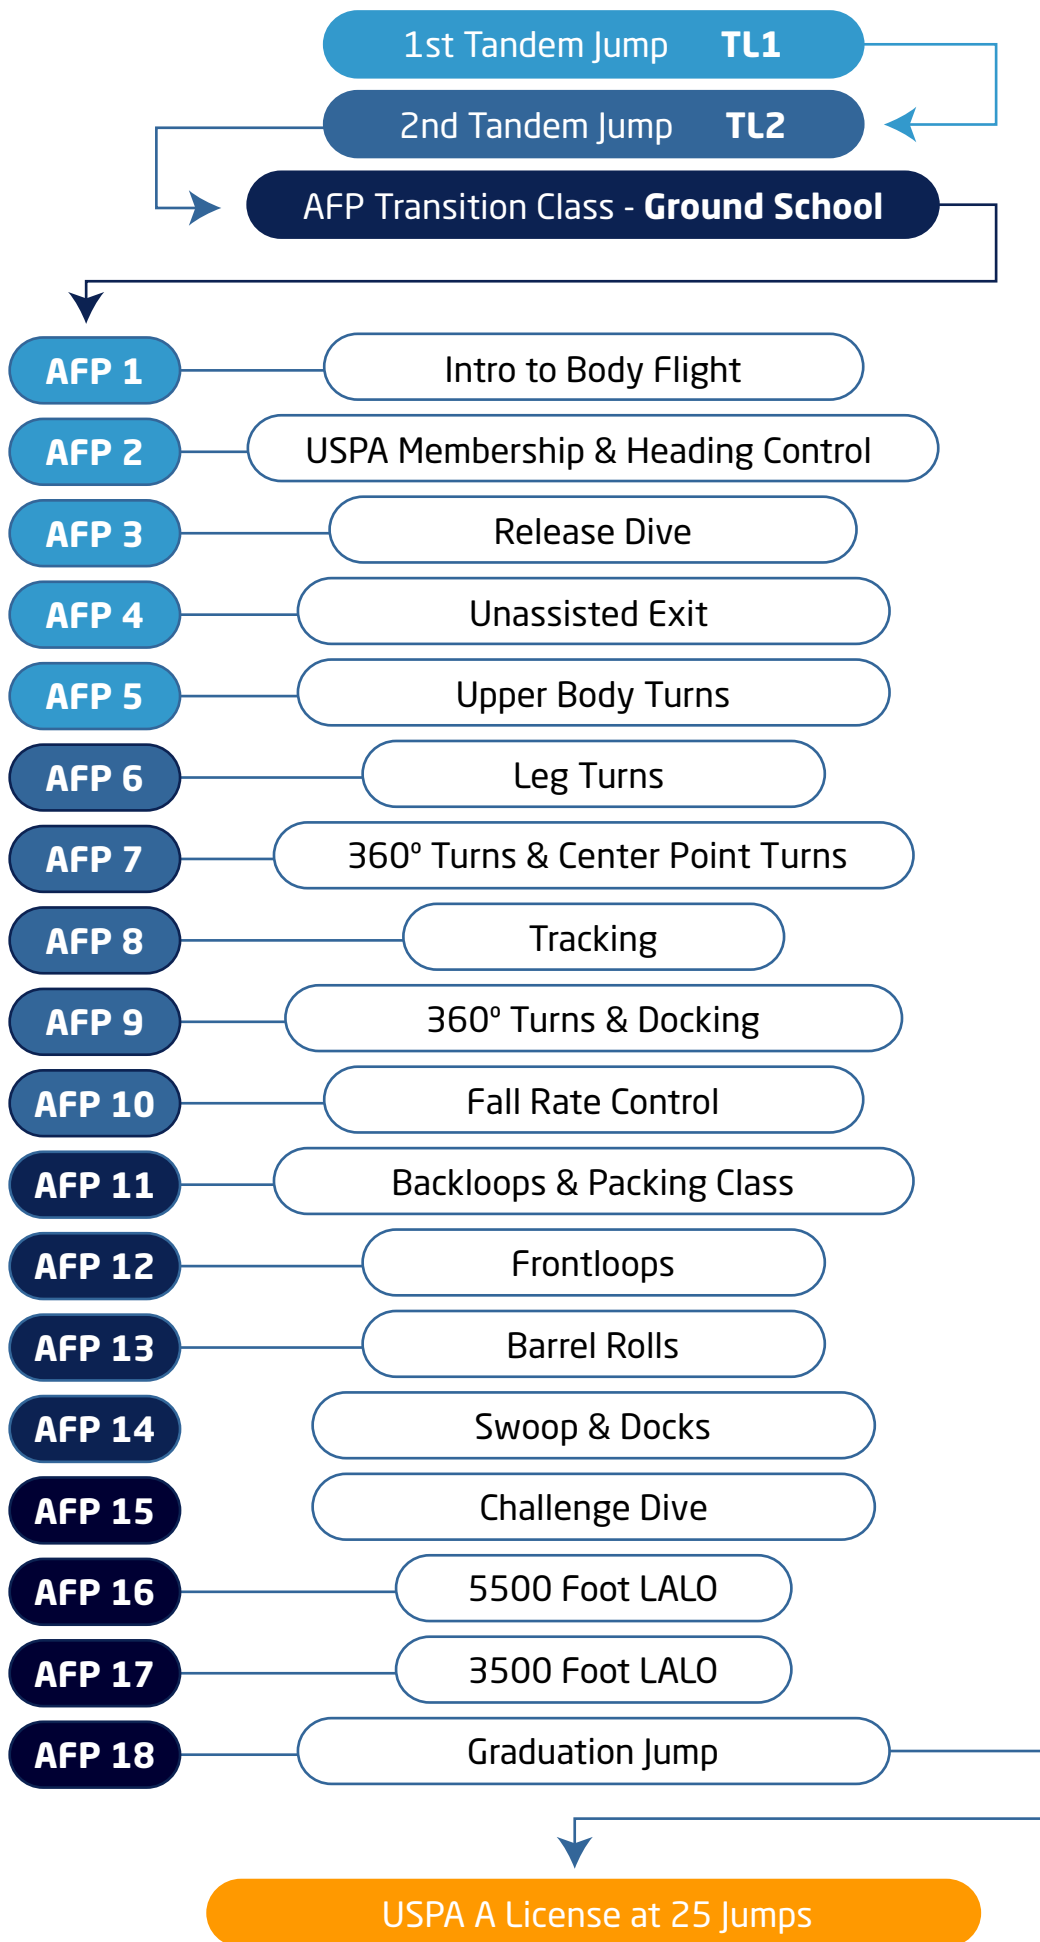 1st Tandem Jump TL1
2nd Tandem Jump TL2
AFP Transition Class - Ground School
AFP 1 Intro to Body Flight
AFP 2 USPA Membership & Heading Control
AFP 3 Release Dive
AFP 4 Unassisted Exit
AFP 5 Upper Body Turns
AFP 6 Leg Turns
AFP 7 360º Turns & Center Point Turns
AFP 8 Tracking
AFP 9 360º Turns & Docking
AFP 10 Fall Rate Control
AFP 11 Backloops & Packing Class
AFP 12 Frontloops
AFP 13 Barrel Rolls
AFP 14 Swoop & Docks
AFP 15 Challenge Dive
AFP 16 5500 Foot LALO
AFP 17 3500 Foot LALO
AFP 18 Graduation Jump
USPA A License at 25 Jumps